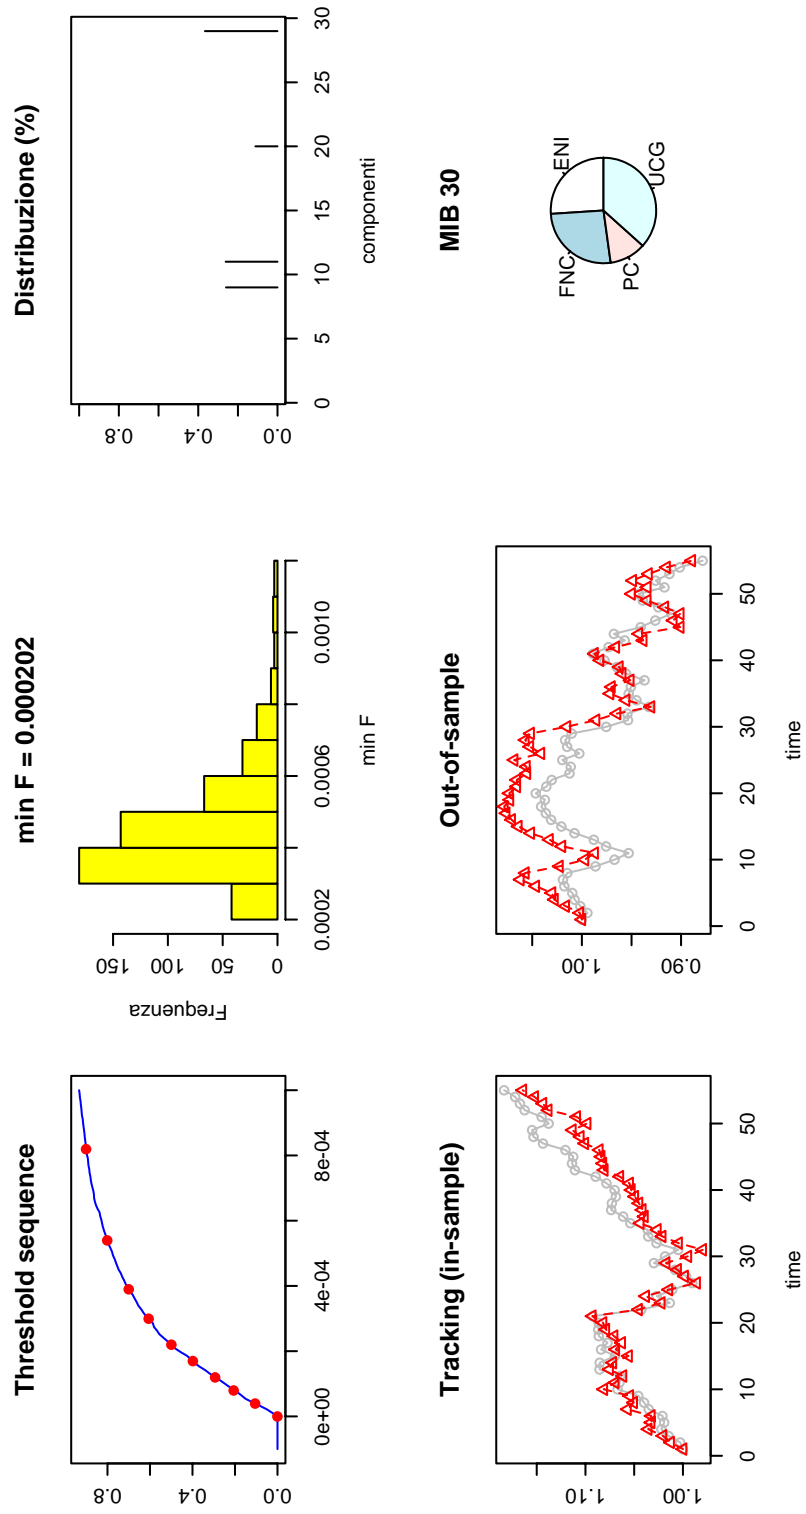 Threshold sequence
0.0 0.4 0.8
0e+00 4e-04 8e-04
min F = 0.000202
Frequenza
0 50 100 150
0.0002 0.0006 0.0010
min F
Distribuzione (%)
0.0 0.4 0.8
0 5 10 15 20 25 30
componenti
Tracking (in-sample)
1.00 1.10
0 10 20 30 40 50
time
Out-of-sample
0.90 1.00
0 10 20 30 40 50
time
MIB 30
ENI
FNC
PC
UCG